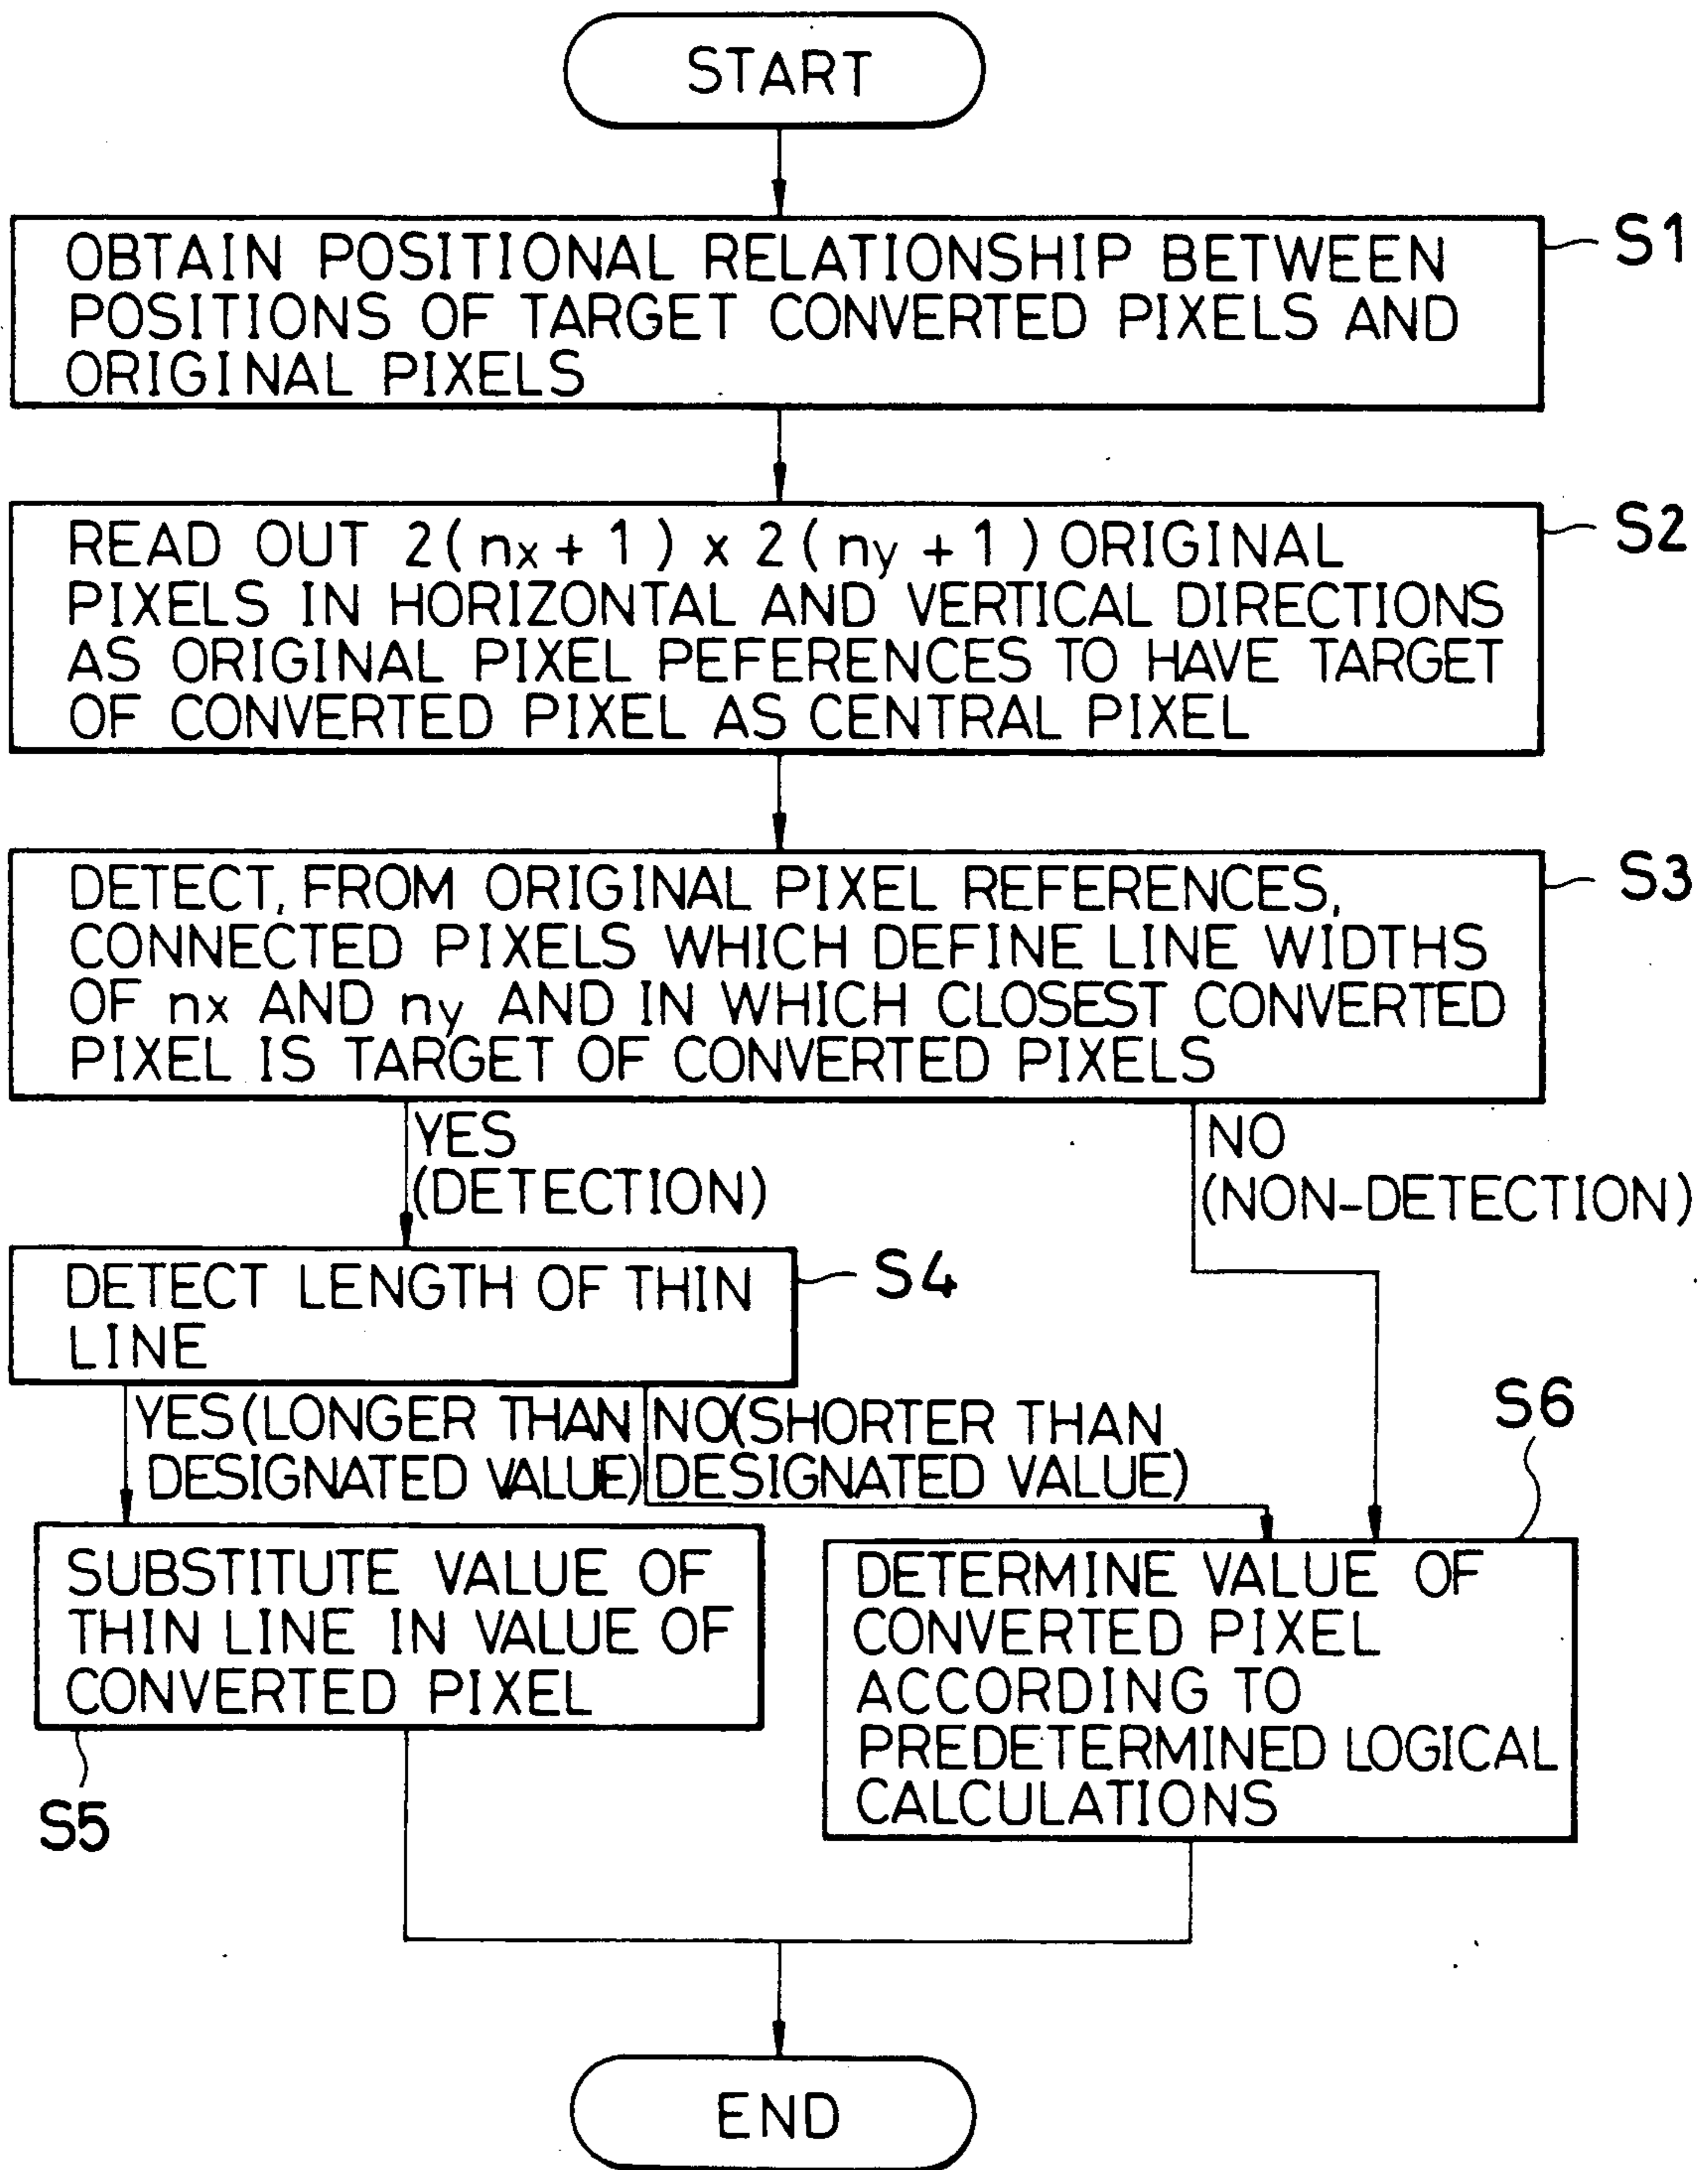 START
OBTAIN POSITIONAL RELATIONSHIP BETWEEN
POSITIONS OF TARGET CONVERTED PIXELS AND
ORIGINAL PIXELS
S1
READ OUT 2(nx + 1) x 2(ny + 1) ORIGINAL
PIXELS IN HORIZONTAL AND VERTICAL DIRECTIONS
AS ORIGINAL PIXEL PEFERENCES TO HAVE TARGET
OF CONVERTED PIXEL AS CENTRAL PIXEL
S2
DETECT, FROM ORIGINAL PIXEL REFERENCES,
CONNECTED PIXELS WHICH DEFINE LINE WIDTHS
OF nx AND ny AND IN WHICH CLOSEST CONVERTED
PIXEL IS TARGET OF CONVERTED PIXELS
S3
YES
(DETECTION)
NO
(NON-DETECTION)
DETECT LENGTH OF THIN
LINE
S4
YES(LONGER THAN
DESIGNATED VALUE)
NO(SHORTER THAN
DESIGNATED VALUE)
SUBSTITUTE VALUE OF
THIN LINE IN VALUE OF
CONVERTED PIXEL
S5
S6
DETERMINE VALUE OF
CONVERTED PIXEL
ACCORDING TO
PREDETERMINED LOGICAL
CALCULATIONS
END